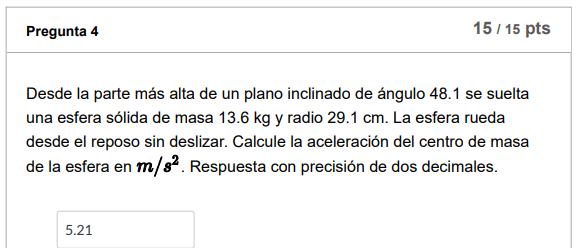 Pregunta 4
15 / 15 pts
Desde la parte más alta de un plano inclinado de ángulo 48.1 se suelta
una esfera sólida de masa 13.6 kg y radio 29.1 cm. La esfera rueda
desde el reposo sin deslizar. Calcule la aceleración del centro de masa
de la esfera en m/s². Respuesta con precisión de dos decimales.
5.21